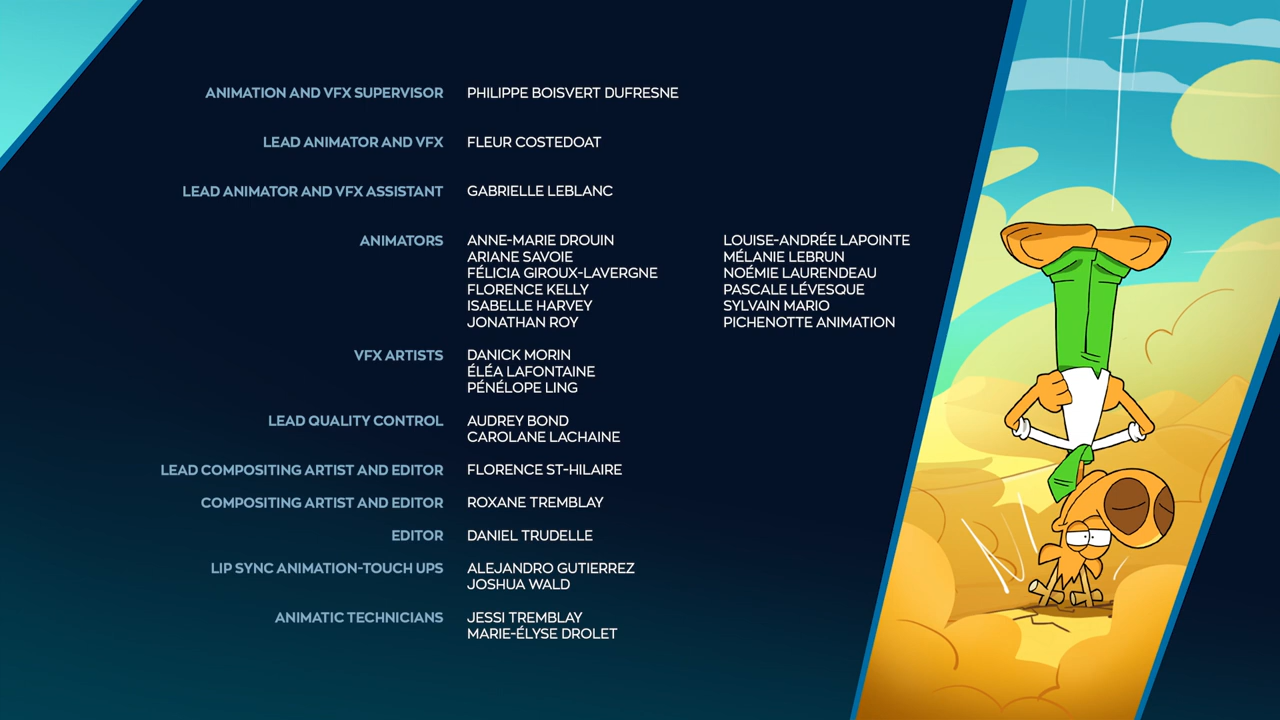 ANIMATION AND VFX SUPERVISOR PHILIPPE BOISVERT DUFRESNE
LEAD ANIMATOR AND VFX FLEUR COSTEDOAT
LEAD ANIMATOR AND VFX ASSISTANT GABRIELLE LEBLANC
ANIMATORS ANNE-MARIE DROUIN LOUISE-ANDRÉE LAPOINTE
ARIANE SAVOIE MÉLANIE LEBRUN
FÉLICIA GIROUX-LAVERGNE NOÉMIE LAURENDEAU
FLORENCE KELLY PASCALE LÉVESQUE
ISABELLE HARVEY SYLVAIN MARIO
JONATHAN ROY PICHENOTTE ANIMATION
VFX ARTISTS DANICK MORIN
ÉLÉA LAFONTAINE
PÉNÉLOPE LING
LEAD QUALITY CONTROL AUDREY BOND
CAROLANE LACHAINE
LEAD COMPOSITING ARTIST AND EDITOR FLORENCE ST-HILAIRE
COMPOSITING ARTIST AND EDITOR ROXANE TREMBLAY
EDITOR DANIEL TRUDELLE
LIP SYNC ANIMATION-TOUCH UPS ALEJANDRO GUTIERREZ
JOSHUA WALD
ANIMATIC TECHNICIANS JESSI TREMBLAY
MARIE-ÉLYSE DROLET